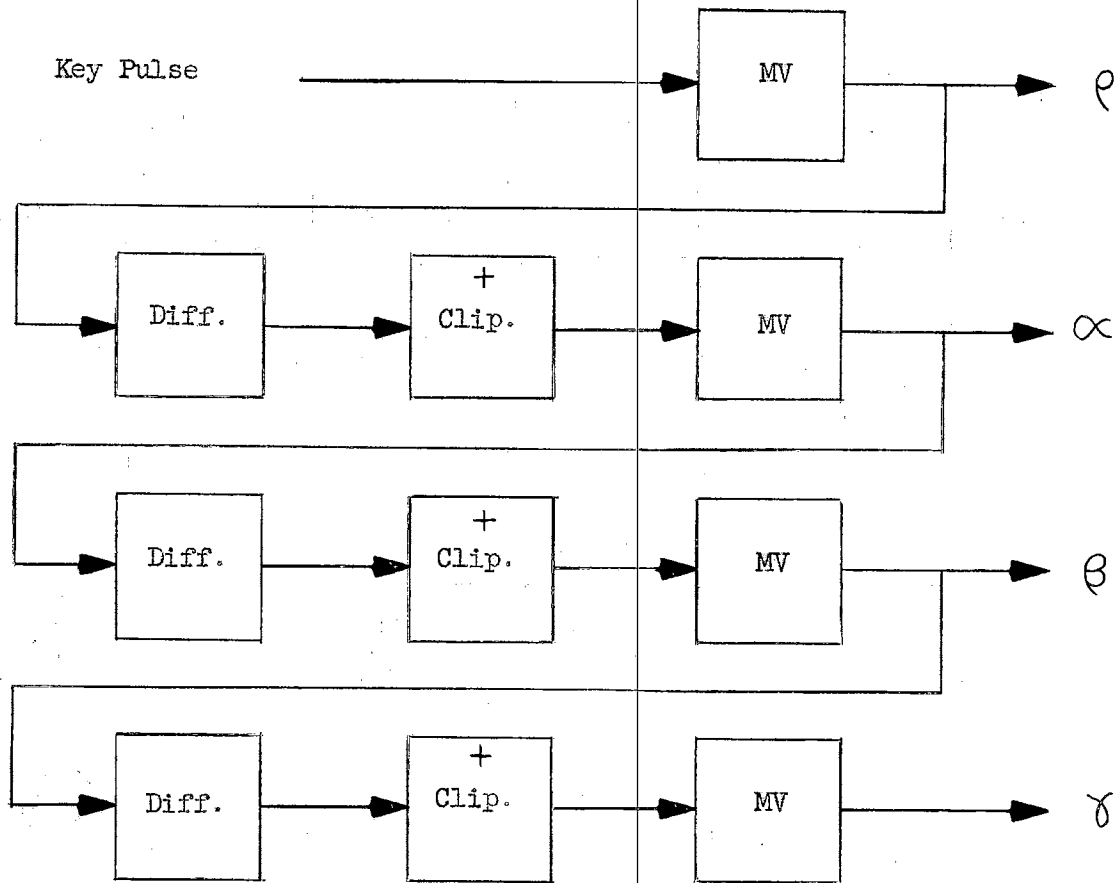 Key Pulse
MV
ρ
Diff.
+
Clip.
MV
α
Diff.
+
Clip.
MV
β
Diff.
+
Clip.
MV
γ